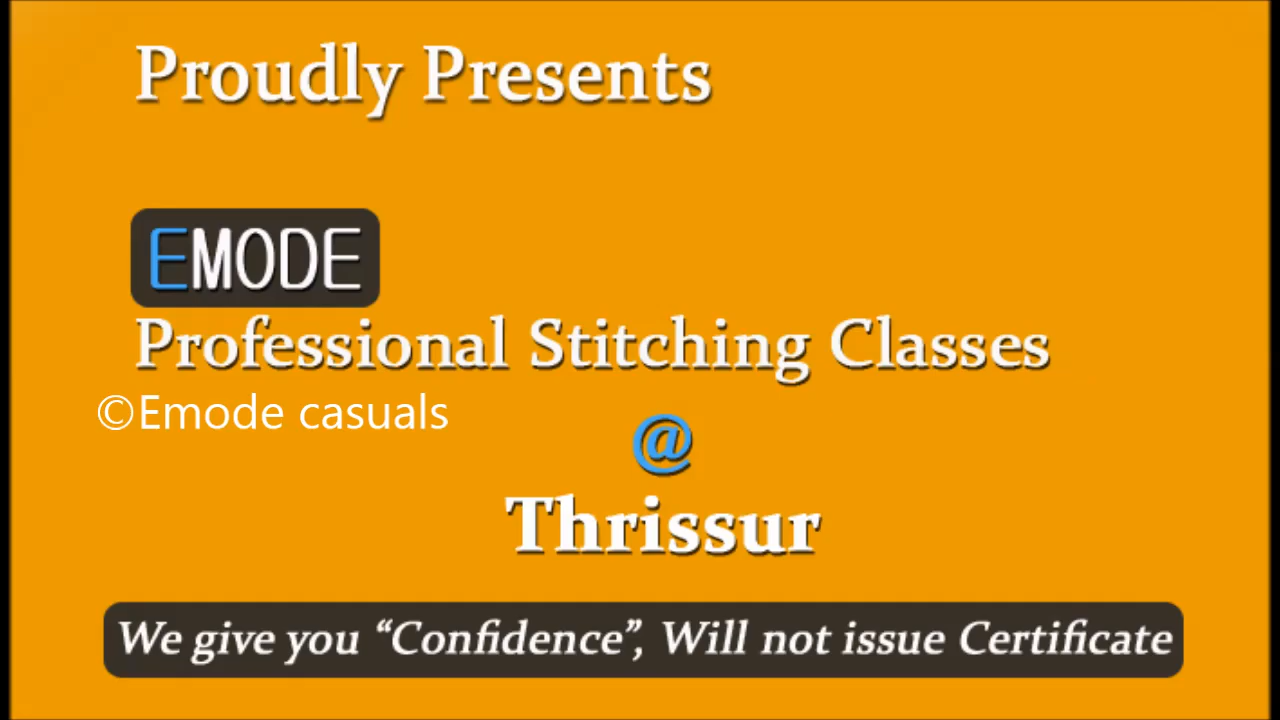 Proudly Presents
EMODE
Professional Stitching Classes
©Emode casuals
@
Thrissur
We give you “Confidence”, Will not issue Certificate